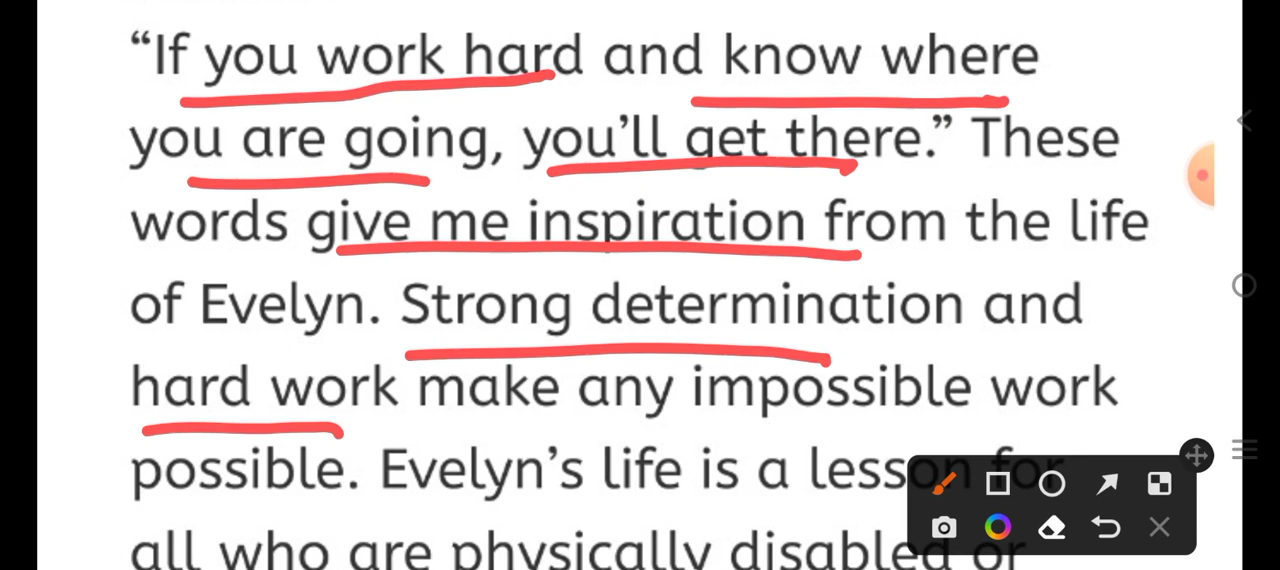 “If you work hard and know where
you are going, you’ll get there.” These
words give me inspiration from the life
of Evelyn. Strong determination and
hard work make any impossible work
possible. Evelyn’s life is a lesson for
all who are physically disabled or